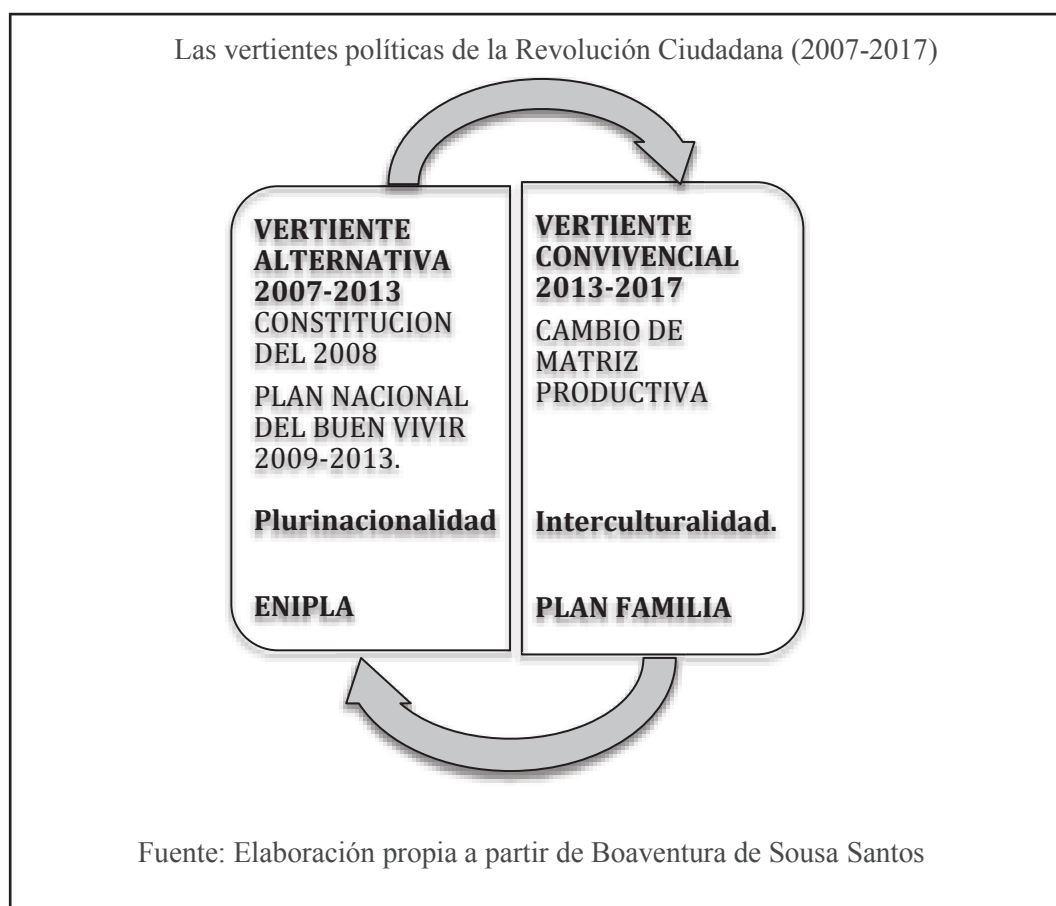 Las vertientes políticas de la Revolución Ciudadana (2007-2017)
VERTIENTE
ALTERNATIVA
2007-2013
CONSTITUCION
DEL 2008
PLAN NACIONAL
DEL BUEN VIVIR
2009-2013.
Plurinacionalidad
ENIPLA
VERTIENTE
CONVIVENCIAL
2013-2017
CAMBIO DE
MATRIZ
PRODUCTIVA
Interculturalidad.
PLAN FAMILIA
Fuente: Elaboración propia a partir de Boaventura de Sousa Santos